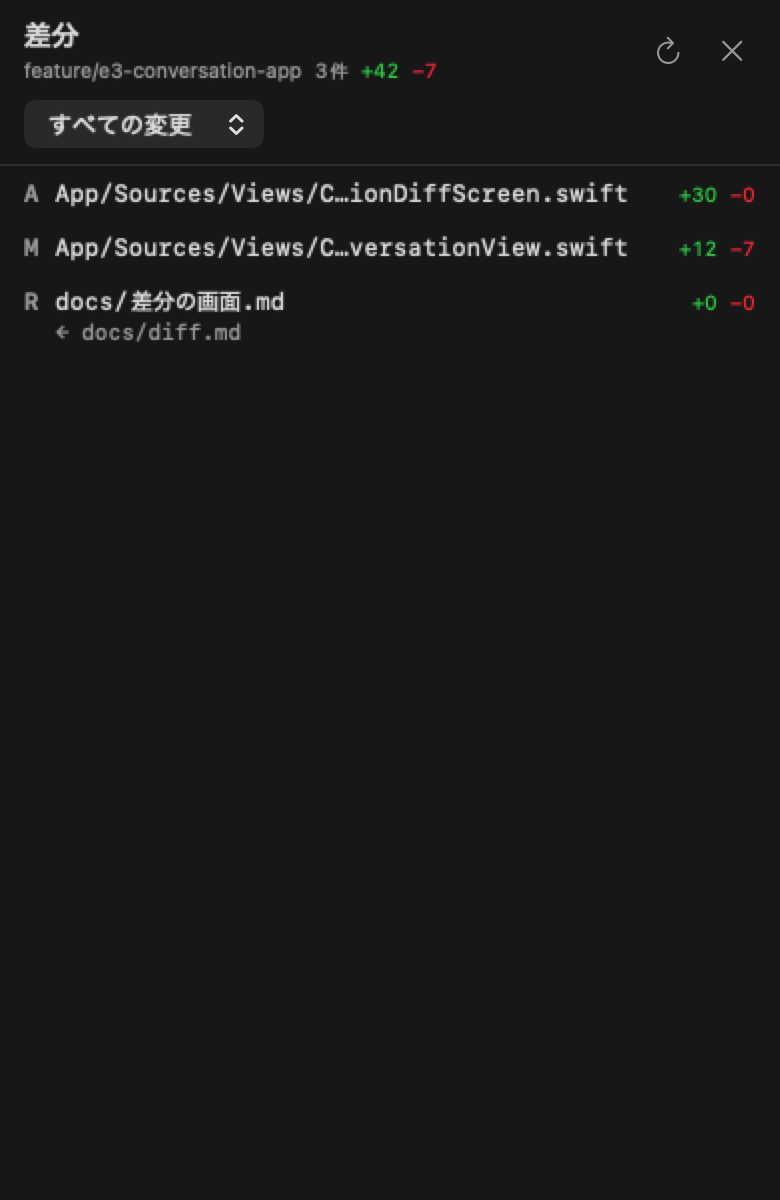 差分
feature/e3-conversation-app 3件 +42 −7
すべての変更
A App/Sources/Views/C…ionDiffScreen.swift +30 −0
M App/Sources/Views/C…versationView.swift +12 −7
R docs/差分の画面.md +0 −0
← docs/diff.md